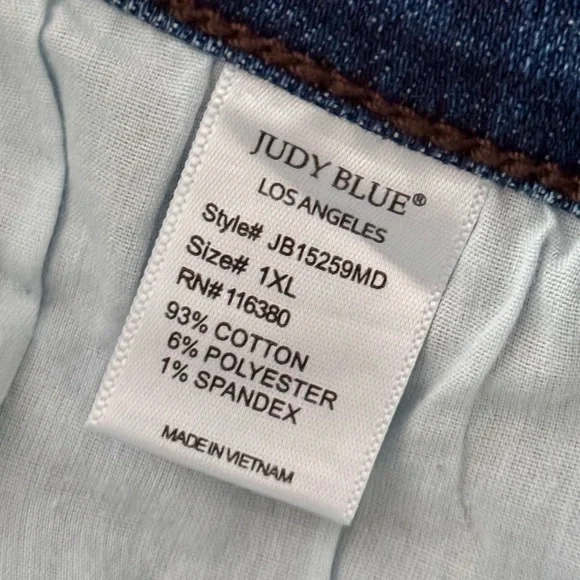 JUDY BLUE®
LOS ANGELES
Style# JB15259MD
Size# 1XL
RN# 116380
93% COTTON
6% POLYESTER
1% SPANDEX
MADE IN VIETNAM